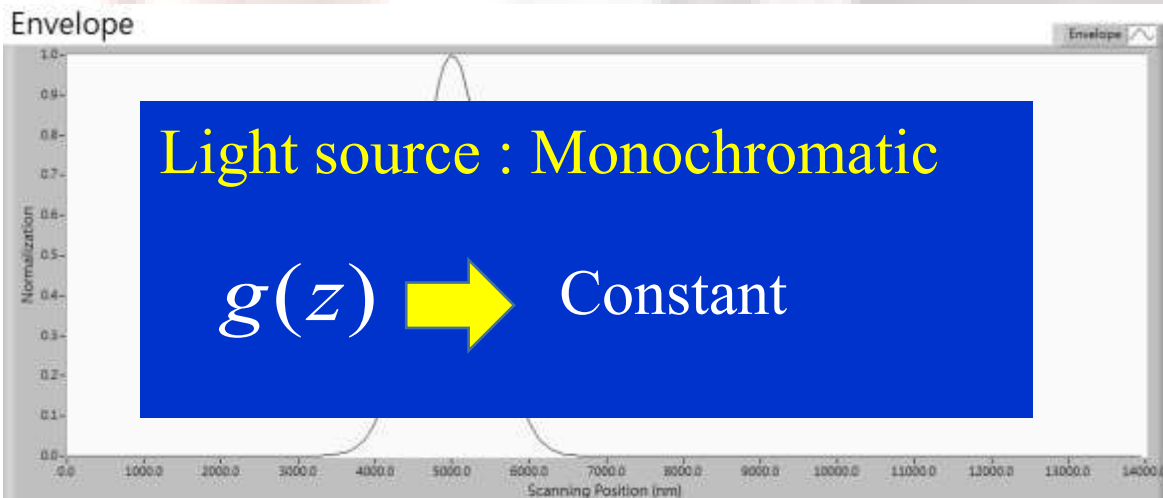 Envelope
Envelope
1.0
0.9
0.8
0.7
0.6
0.5
0.4
0.3
0.2
0.1
0.0
Normalization
Light source : Monochromatic
g(z) Constant
0.0 1000.0 2000.0 3000.0 4000.0 5000.0 6000.0 7000.0 8000.0 9000.0 10000.0 11000.0 12000.0 13000.0 14000.
Scanning Position (nm)